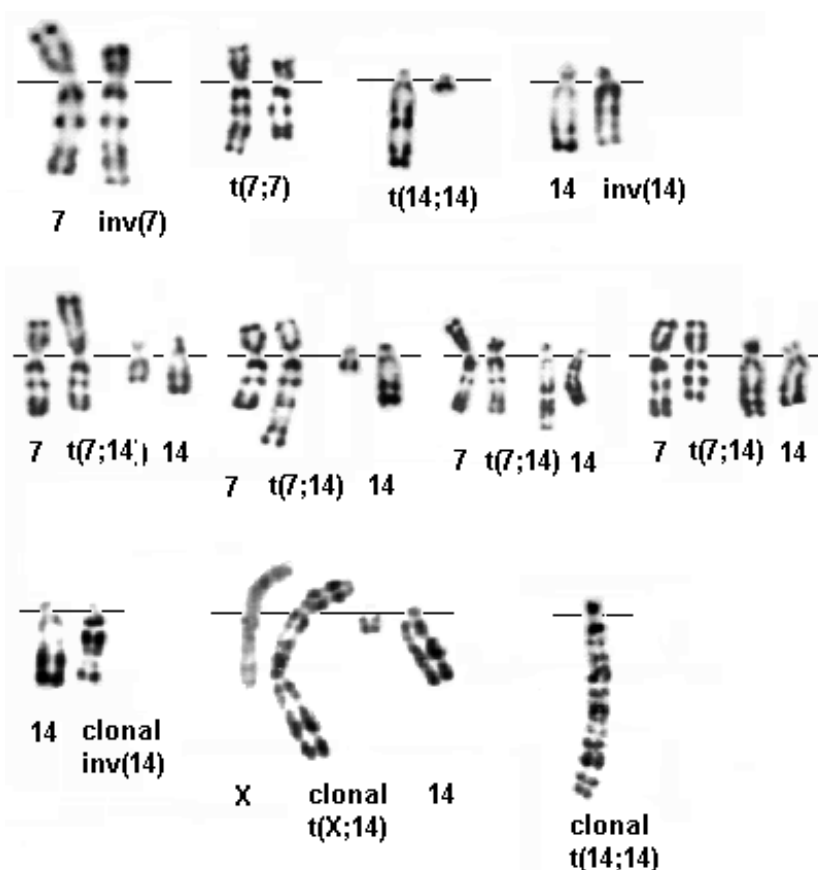 7 inv(7)
t(7;7)
t(14;14)
14 inv(14)
7 t(7;14) 14
7 t(7;14) 14
7 t(7;14) 14
7 t(7;14) 14
14 clonal
inv(14)
X clonal 14
t(X;14)
clonal
t(14;14)